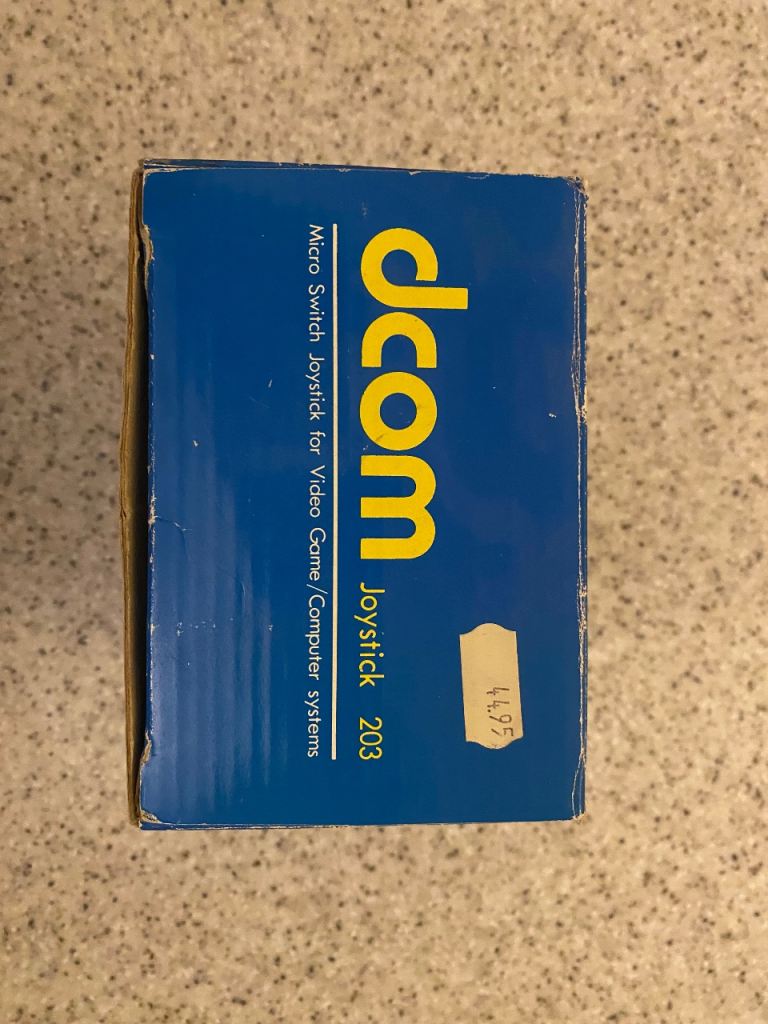 44.95
dcom Joystick 203
Micro Switch Joystick for Video Game/Computer systems